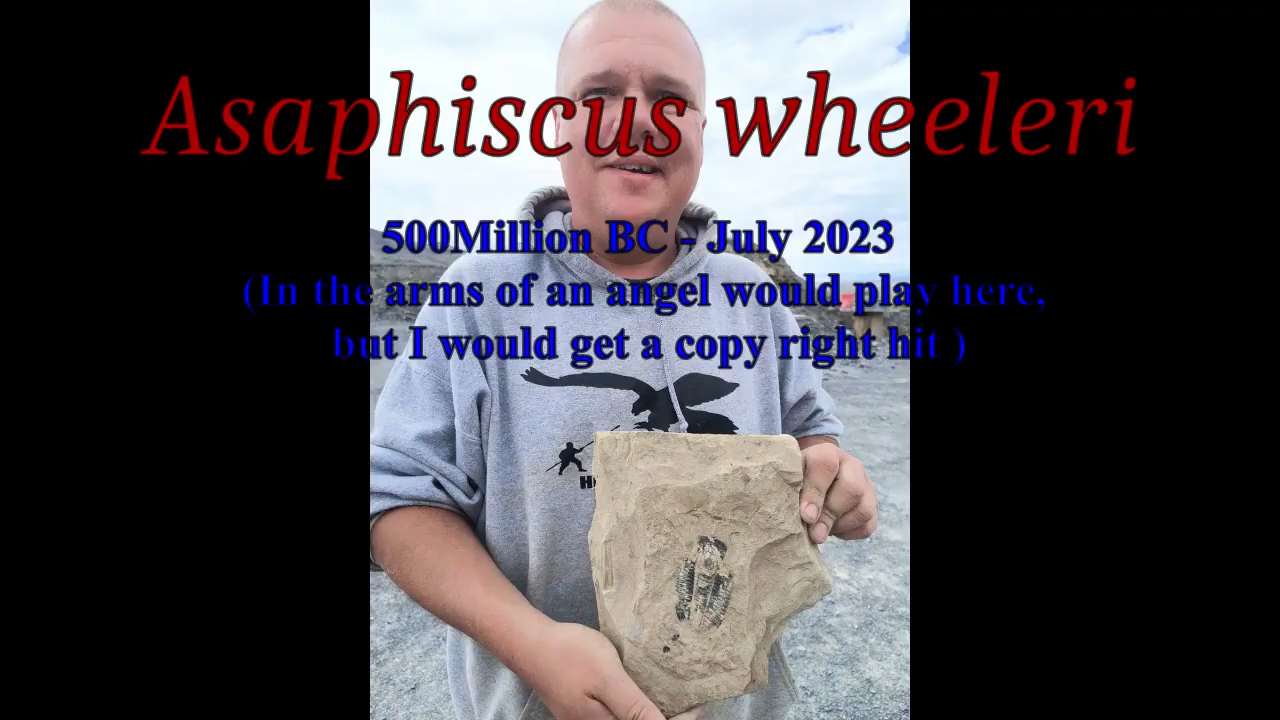 Asaphiscus wheeleri
500Million BC - July 2023
(In the arms of an angel would play here,
but I would get a copy right hit )